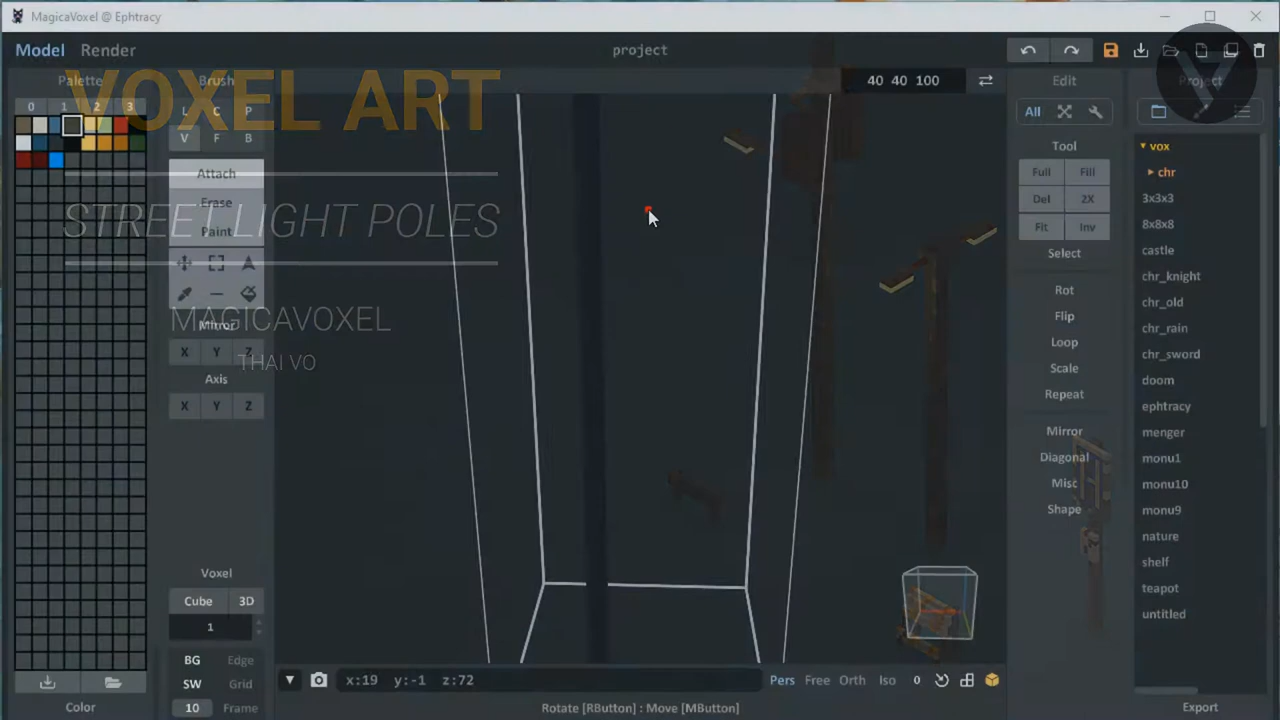 MagicaVoxel @ Ephtracy
Model Render
project
Palette
Brush
40 40 100
Edit
Project
VOXEL ART
0 1 2 3
L C P
V F B
All
Tool
Attach
Full Fill
Erase
Del 2X
Paint
Fit Inv
Select
STREET LIGHT POLES
MAGICAVOXEL
THAI VO
Mirror
X Y Z
Axis
X Y Z
Rot
Flip
Loop
Scale
Repeat
Mirror
Diagonal
Misc
Shape
vox
chr
3x3x3
8x8x8
castle
chr_knight
chr_old
chr_rain
chr_sword
doom
ephtracy
menger
monu1
monu10
monu9
nature
shelf
teapot
untitled
Voxel
Cube 3D
1
BG Edge
SW Grid
10 Frame
x:19 y:-1 z:72
Pers Free Orth Iso 0
Color
Rotate [RButton] : Move [MButton]
Export